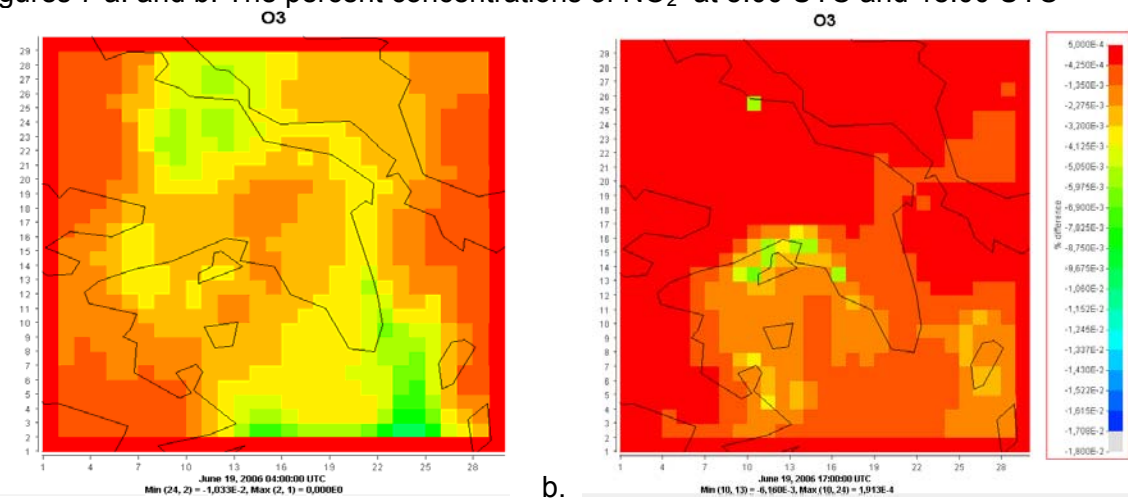 and b. The percent concentrations of NO2 at UTC and UTC
O3
29
28
27
26
25
24
23
22
21
20
19
18
17
16
15
14
13
12
11
10
9
8
7
6
5
4
3
2
1
1 4 7 10 13 16 19 22 25 28
June 19, 2006 04:00:00 UTC
Min (24, 2) = -1,033E-2, Max (2, 1) = 0,000E0
b.
O3
29
28
27
26
25
24
23
22
21
20
19
18
17
16
15
14
13
12
11
10
9
8
7
6
5
4
3
2
1
1 4 7 10 13 16 19 22 25 28
June 19, 2006 17:00:00 UTC
Min (10, 13) = -6,160E-3, Max (10, 24) = 1,913E-4
% difference
5,000E-4
-4,250E-4
-1,350E-3
-2,275E-3
-3,200E-3
-4,125E-3
-5,050E-3
-5,975E-3
-6,900E-3
-7,825E-3
-8,750E-3
-9,675E-3
-1,060E-2
-1,152E-2
-1,245E-2
-1,337E-2
-1,430E-2
-1,522E-2
-1,615E-2
-1,708E-2
-1,800E-2